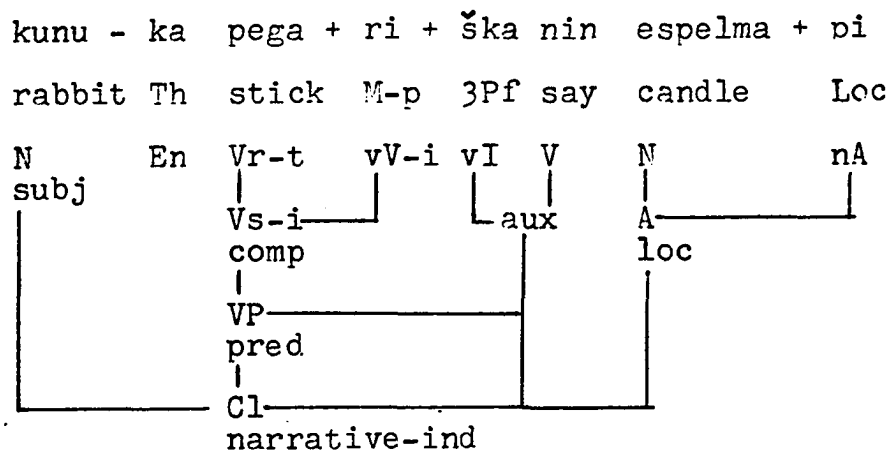 kunu - ka pega + ri + ška nin espelma + pi
rabbit Th stick M-p 3Pf say candle Loc
N En Vr-t vV-i vI V N nA
subj
Vs-i aux A
comp loc
VP
pred
Cl
narrative-ind